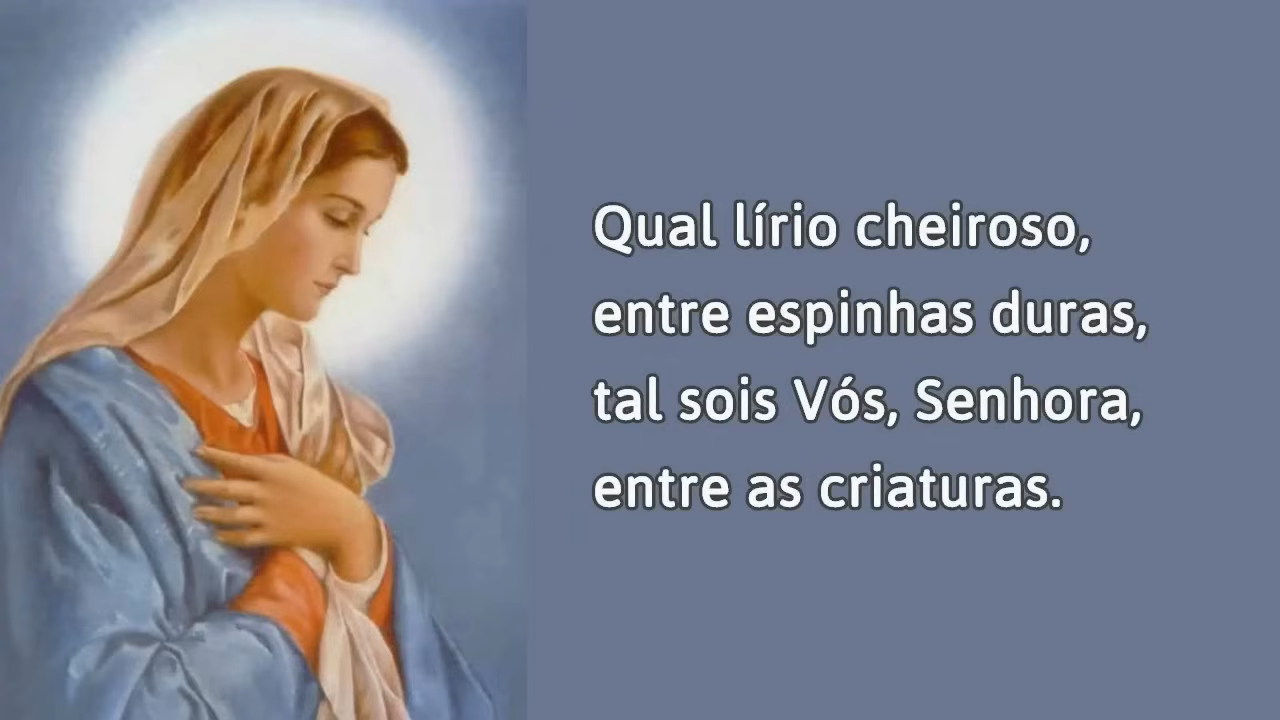 Qual lírio cheiroso,
entre espinhas duras,
tal sois Vós, Senhora,
entre as criaturas.